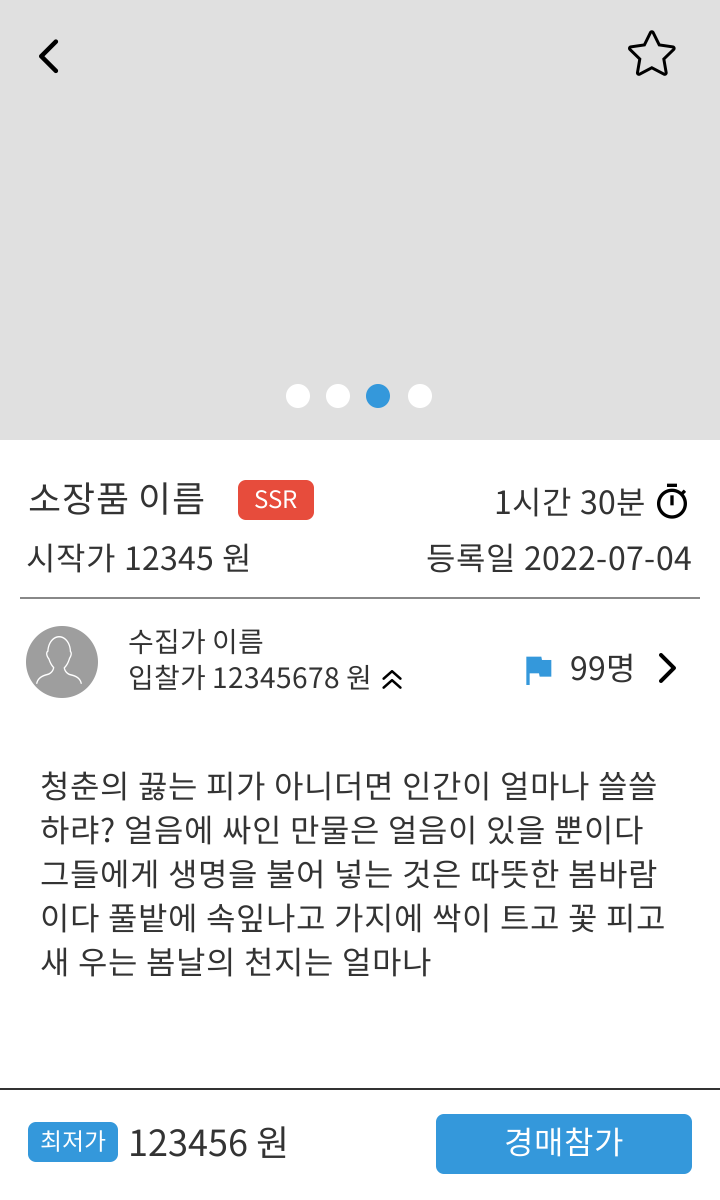 소장품 이름 SSR 1시간 30분
시작가 12345 원 등록일 2022-07-04
수집가 이름
입찰가 12345678 원 99명
청춘의 끓는 피가 아니더면 인간이 얼마나 쓸쓸
하랴? 얼음에 싸인 만물은 얼음이 있을 뿐이다
그들에게 생명을 불어 넣는 것은 따뜻한 봄바람
이다 풀밭에 속잎나고 가지에 싹이 트고 꽃 피고
새 우는 봄날의 천지는 얼마나
최저가 123456 원 경매참가